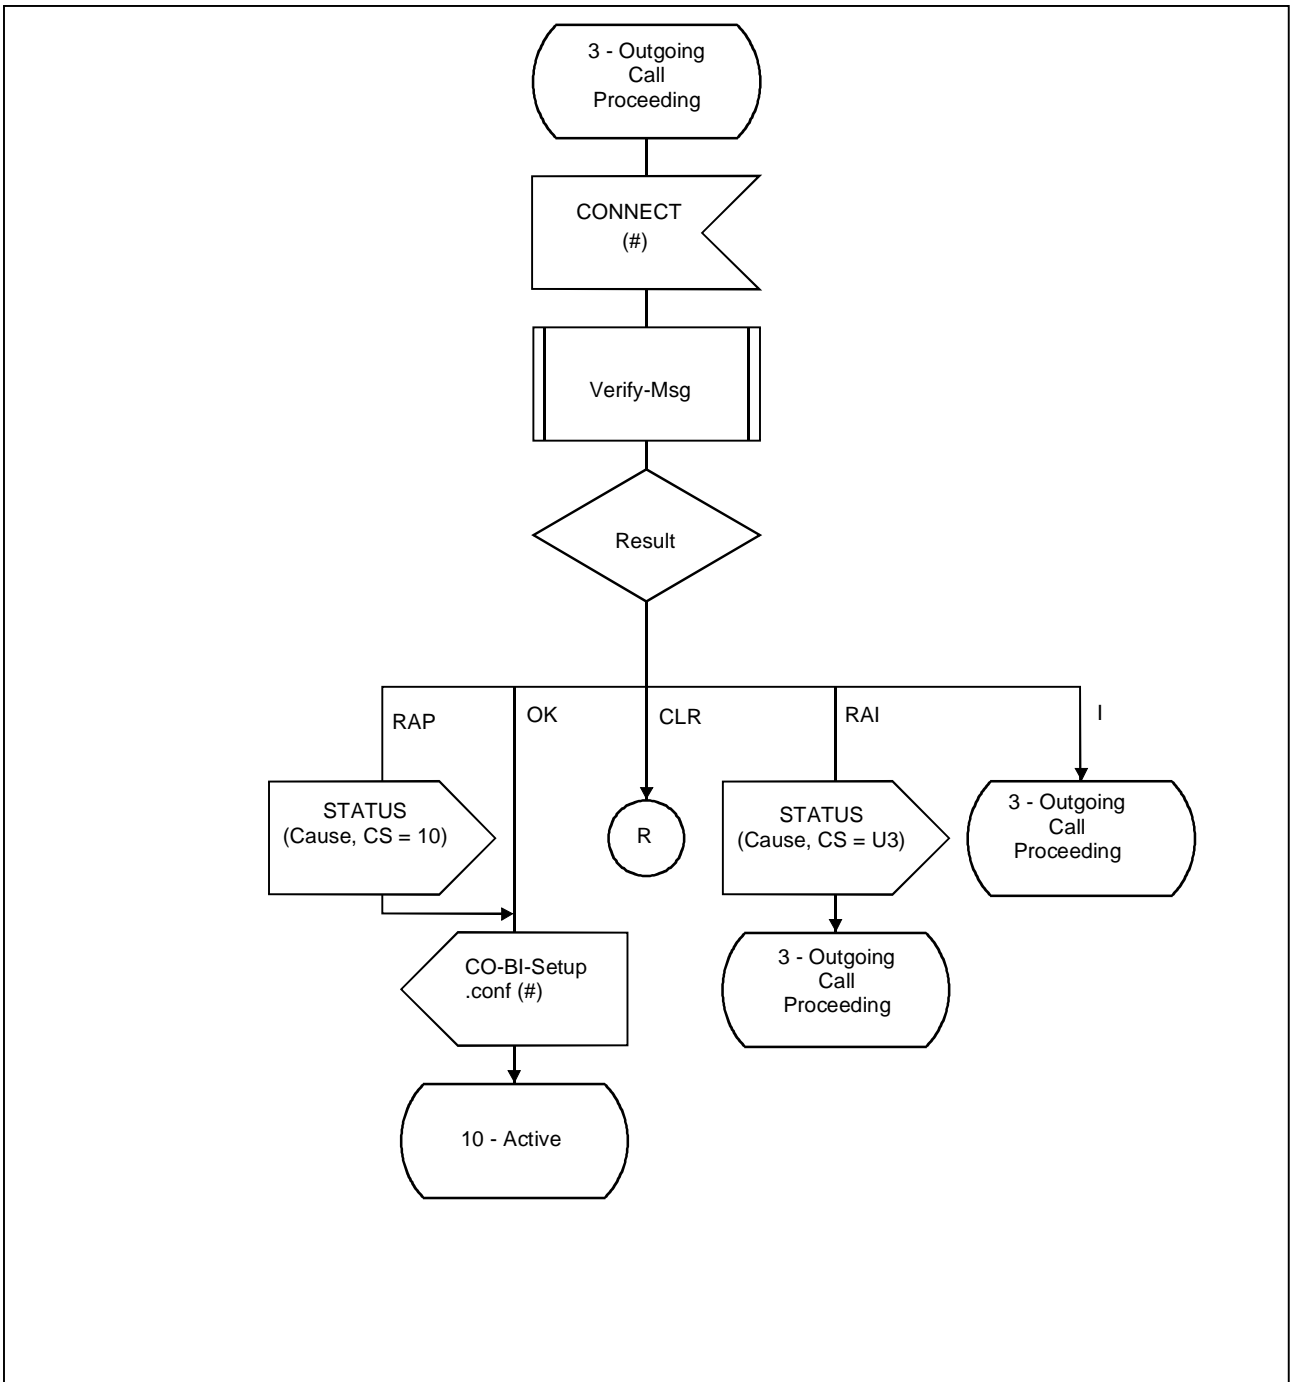 3 - Outgoing
Call
Proceeding
CONNECT
(#)
Verify-Msg
Result
RAP
OK
CLR
RAI
I
STATUS
(Cause, CS = 10)
R
STATUS
(Cause, CS = U3)
3 - Outgoing
Call
Proceeding
CO-BI-Setup
.conf (#)
3 - Outgoing
Call
Proceeding
10 - Active